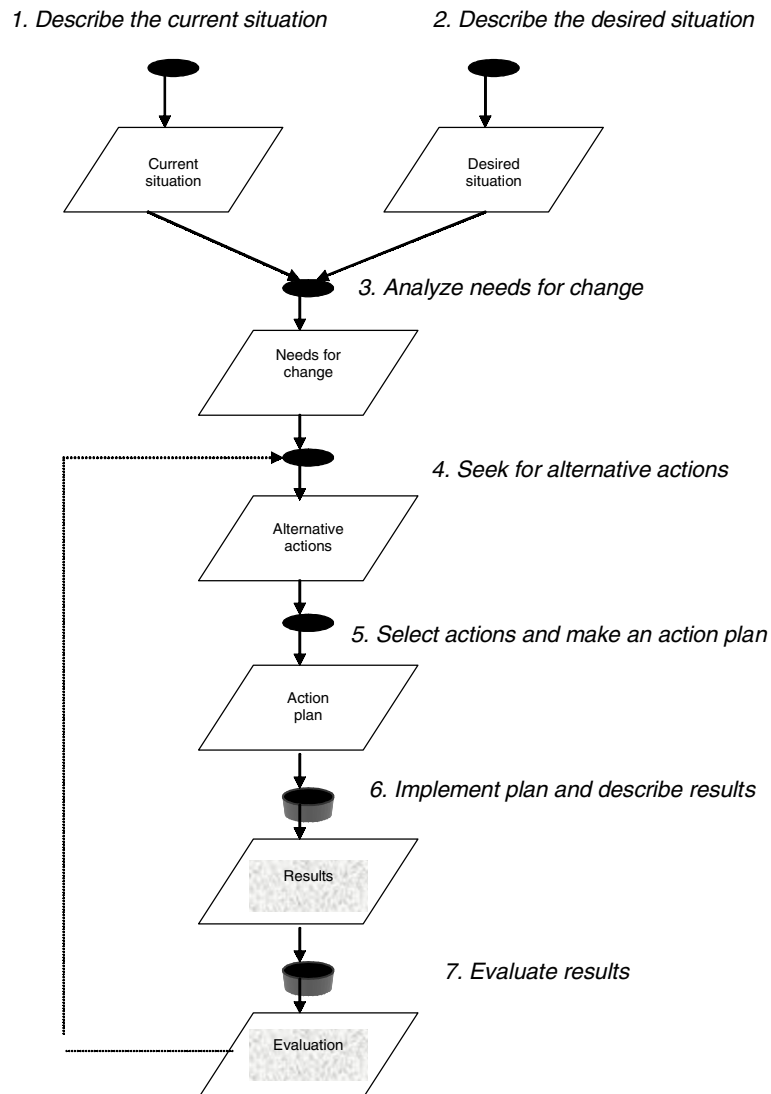 1. Describe the current situation
2. Describe the desired situation
Current
situation
Desired
situation
3. Analyze needs for change
Needs for
change
4. Seek for alternative actions
Alternative
actions
5. Select actions and make an action plan
Action
plan
6. Implement plan and describe results
Results
7. Evaluate results
Evaluation